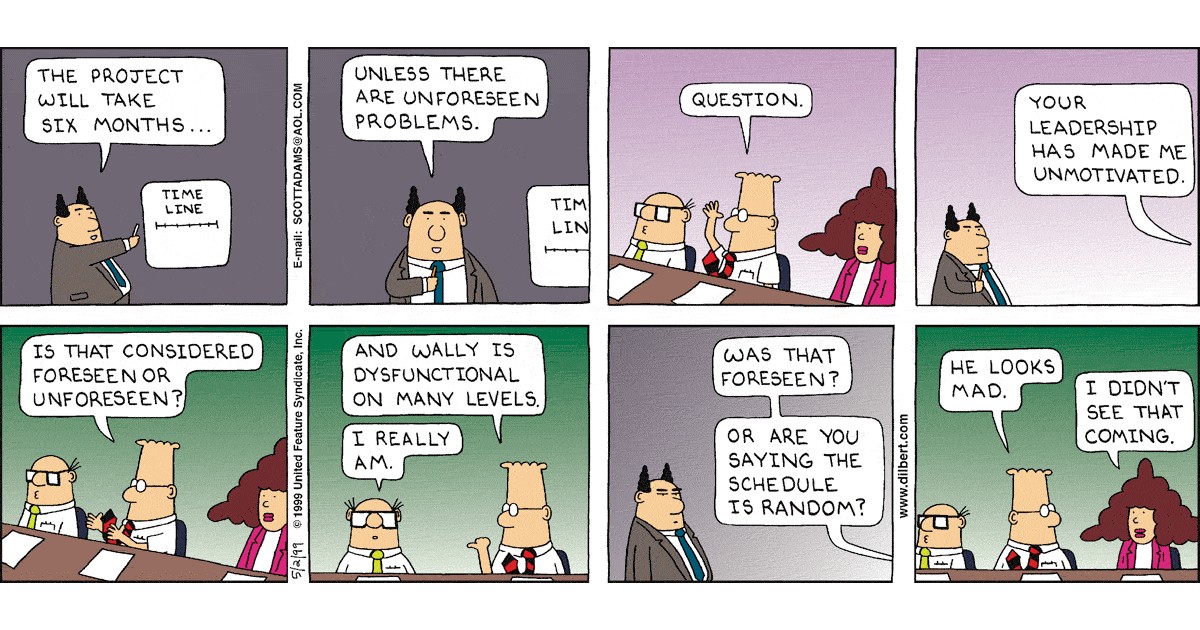 THE PROJECT
WILL TAKE
SIX MONTHS...
TIME
LINE
E-mail: SCOTTADAMS@AOL.COM
UNLESS THERE
ARE UNFORESEEN
PROBLEMS.
TIM
LIN
QUESTION.
YOUR
LEADERSHIP
HAS MADE ME
UNMOTIVATED.
IS THAT CONSIDERED
FORESEEN OR
UNFORESEEN?
5/2/99 © 1999 United Feature Syndicate, Inc.
AND WALLY IS
DYSFUNCTIONAL
ON MANY LEVELS.
I REALLY
AM.
WAS THAT
FORESEEN?
OR ARE YOU
SAYING THE
SCHEDULE
IS RANDOM?
www.dilbert.com
HE LOOKS
MAD.
I DIDN'T
SEE THAT
COMING.